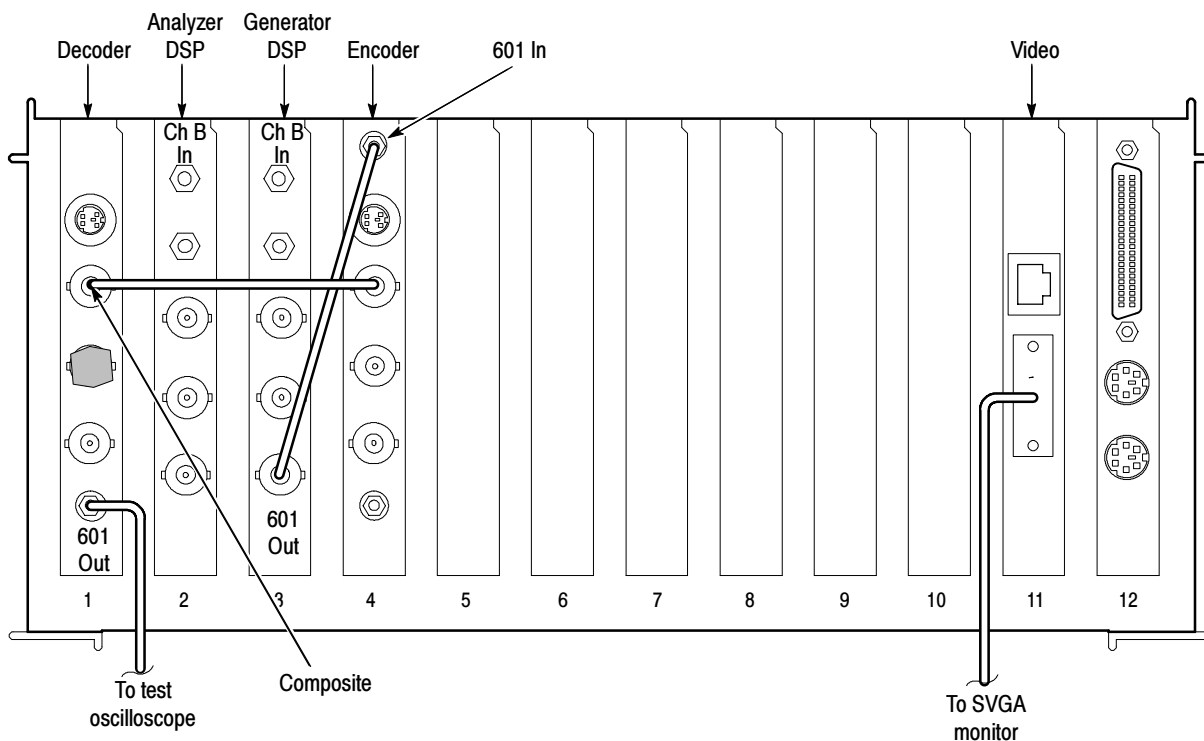 Analyzer Generator
Decoder DSP DSP Encoder 601 In Video
Ch B Ch B
In In
601 601
Out Out
1 2 3 4 5 6 7 8 9 10 11 12
To test
oscilloscope
Composite
To SVGA
monitor